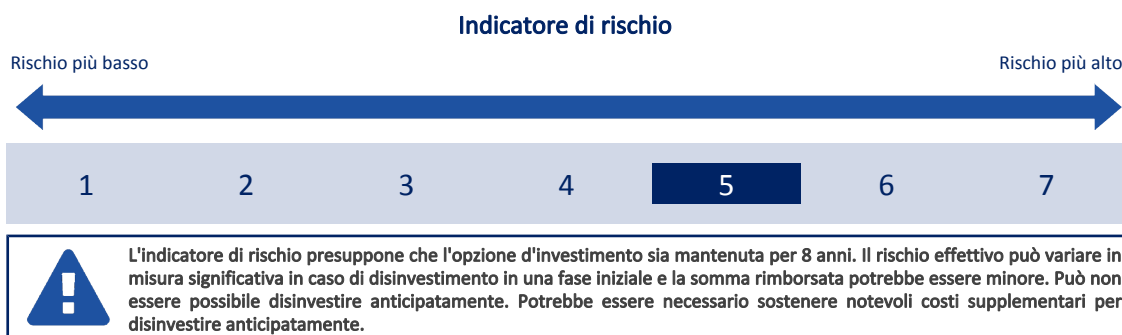 Indicatore di rischio
Rischio più basso
Rischio più alto
1 2 3 4 5 6 7
L'indicatore di rischio presuppone che l'opzione d'investimento sia mantenuta per 8 anni. Il rischio effettivo può variare in
misura significativa in caso di disinvestimento in una fase iniziale e la somma rimborsata potrebbe essere minore. Può non
essere possibile disinvestire anticipatamente. Potrebbe essere necessario sostenere notevoli costi supplementari per
disinvestire anticipatamente.